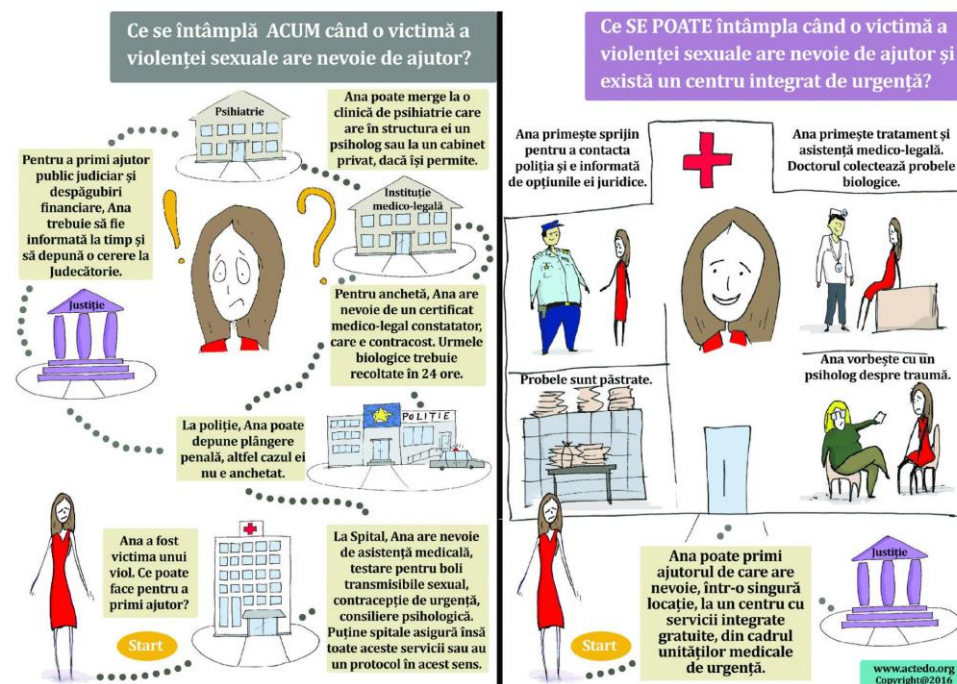 Ce se întâmplă ACUM când o victimă a
violenței sexuale are nevoie de ajutor?
Psihiatrie
Ana poate merge la o
clinică de psihiatrie care
are în structura ei un
psiholog sau la un cabinet
privat, dacă își permite.
Pentru a primi ajutor
public judiciar și
despăgubiri
financiare, Ana
trebuie să fie
informată la timp și
să depună o cerere la
Judecătorie.
Instituție
medico-legală
! ?
Justiție
Pentru anchetă, Ana are
nevoie de un certificat
medico-legal constatator,
care e contracost. Urmele
biologice trebuie
recoltate în 24 ore.
La poliție, Ana poate
depune plângere
penală, altfel cazul ei
nu e anchetat.
POLITIE
Ana a fost
victima unui
viol. Ce poate
face pentru a
primi ajutor?
Start
La Spital, Ana are nevoie
de asistență medicală,
testare pentru boli
transmisibile sexual,
contracepție de urgență,
consiliere psihologică.
Puține spitale asigură însă
toate aceste servicii sau au
un protocol în acest sens.
Ce SE POATE întâmpla când o victimă a
violenței sexuale are nevoie de ajutor și
există un centru integrat de urgență?
Ana primește sprijin
pentru a contacta
poliția și e informată
de opțiunile ei juridice.
Ana primește tratament și
asistență medico-legală.
Doctorul colectează probele
biologice.
Probele sunt păstrate.
Ana vorbește cu un
psiholog despre traumă.
Start
Ana poate primi
ajutorul de care are
nevoie, într-o singură
locație, la un centru cu
servicii integrate
gratuite, din cadrul
unităților medicale
de urgență.
Justiție
www.actedo.org
Copyright@2016